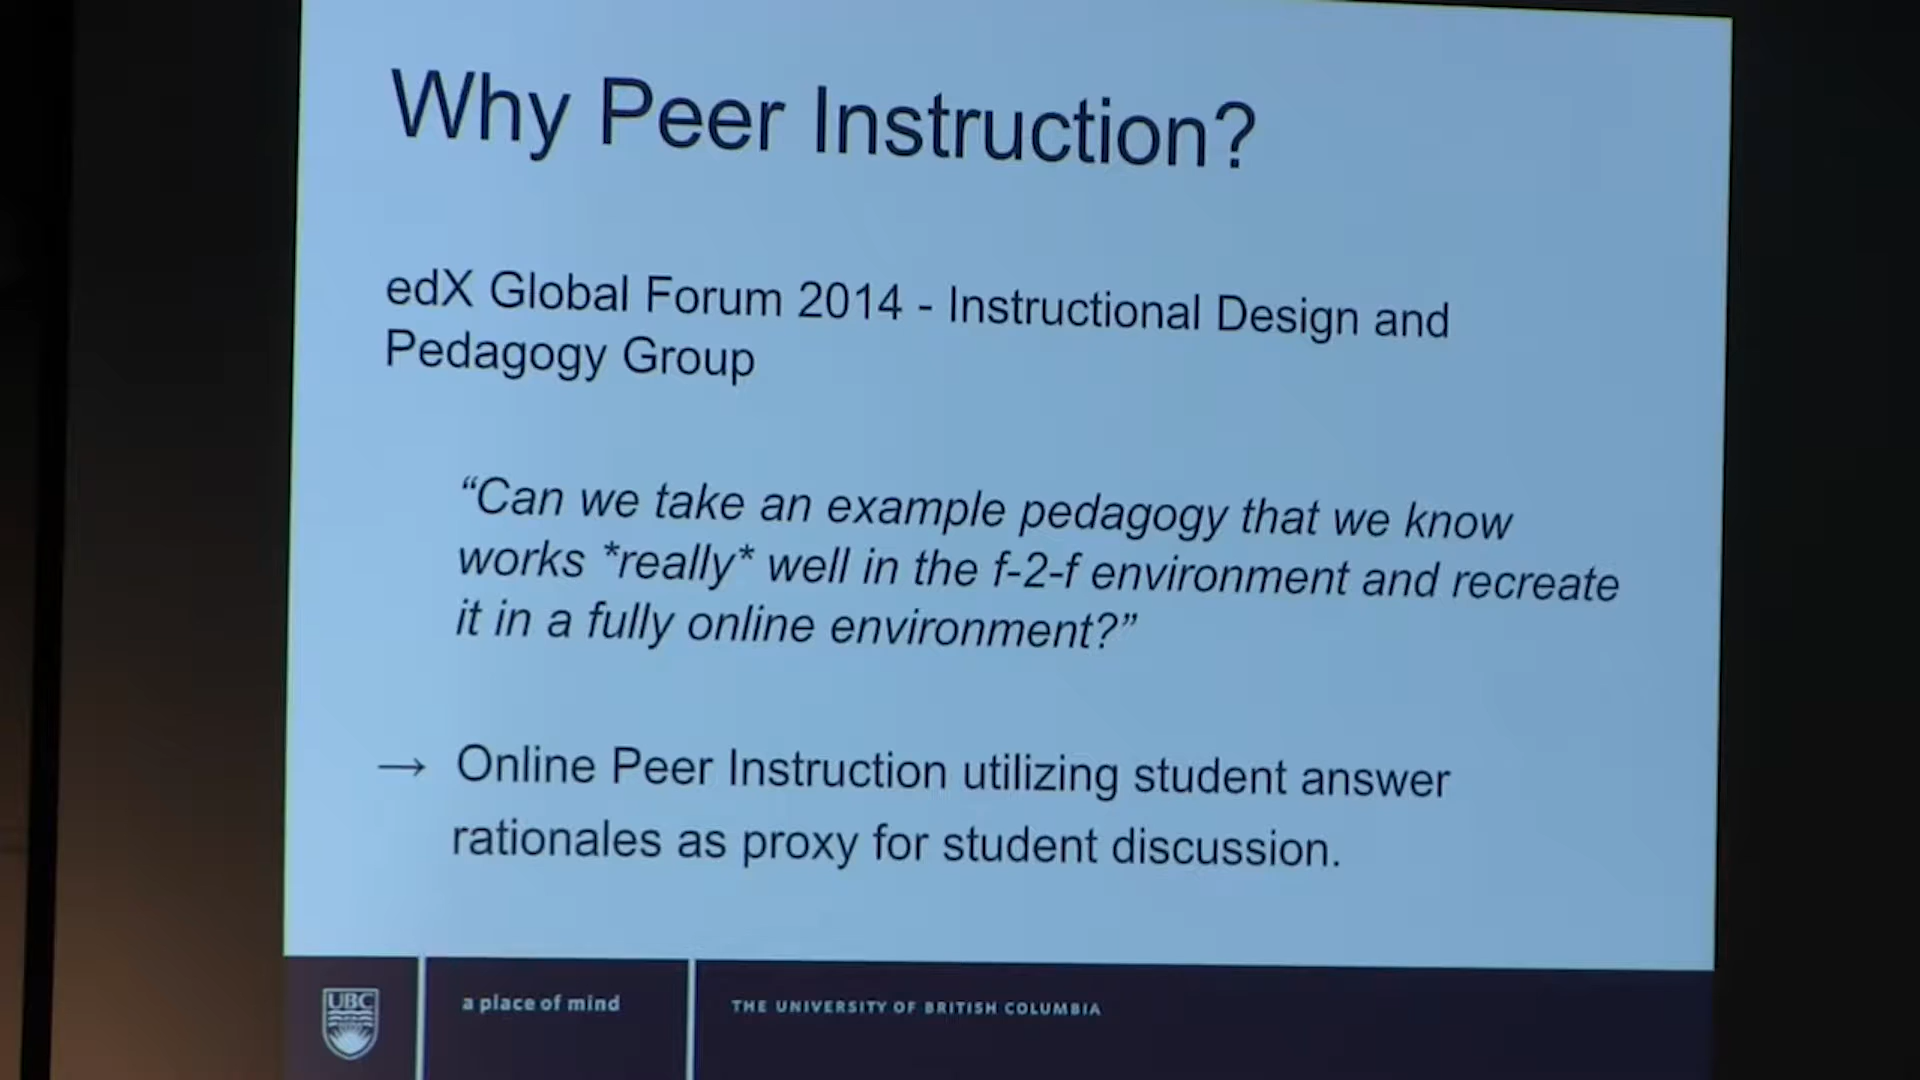 Why Peer Instruction?
edX Global Forum 2014 - Instructional Design and
Pedagogy Group
“Can we take an example pedagogy that we know
works *really* well in the f-2-f environment and recreate
it in a fully online environment?”
→ Online Peer Instruction utilizing student answer
rationales as proxy for student discussion.
UBC
a place of mind
THE UNIVERSITY OF BRITISH COLUMBIA